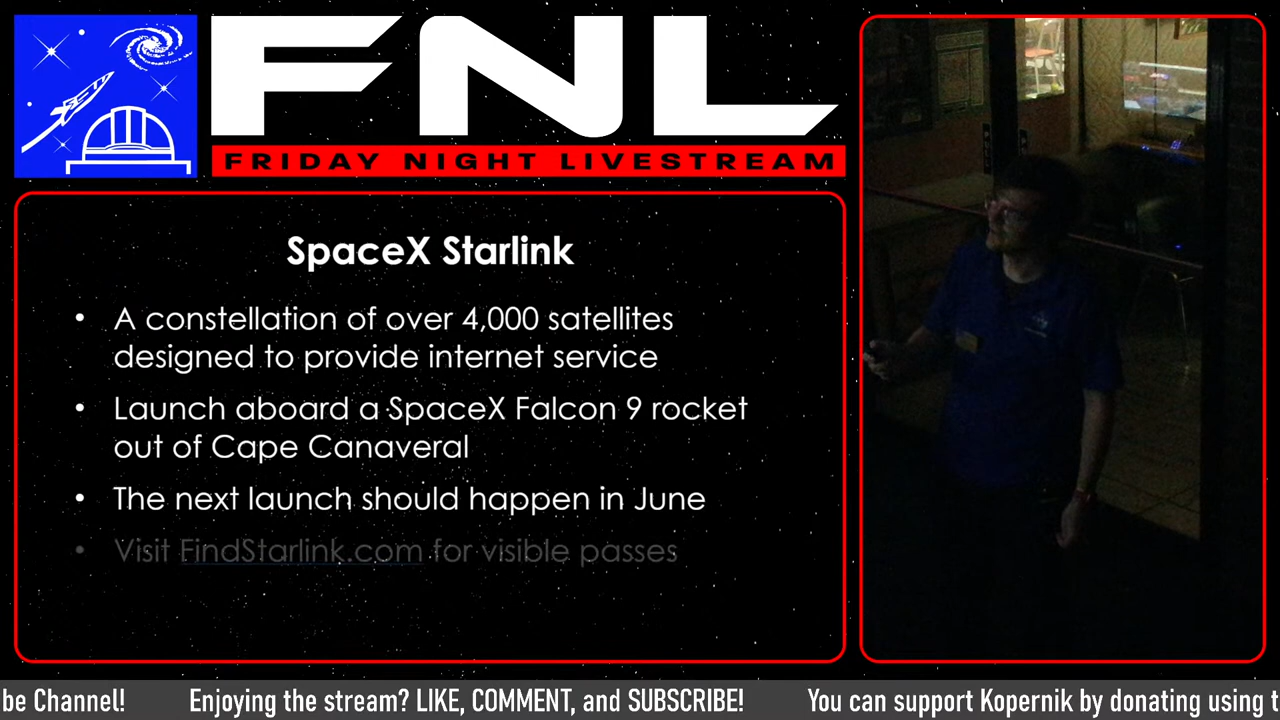 FNL
FRIDAY NIGHT LIVESTREAM
SpaceX Starlink
• A constellation of over 4,000 satellites
designed to provide internet service
• Launch aboard a SpaceX Falcon 9 rocket
out of Cape Canaveral
• The next launch should happen in June
• Visit FindStarlink.com for visible passes
be Channel! Enjoying the stream? LIKE, COMMENT, and SUBSCRIBE! You can support Kopernik by donating using t